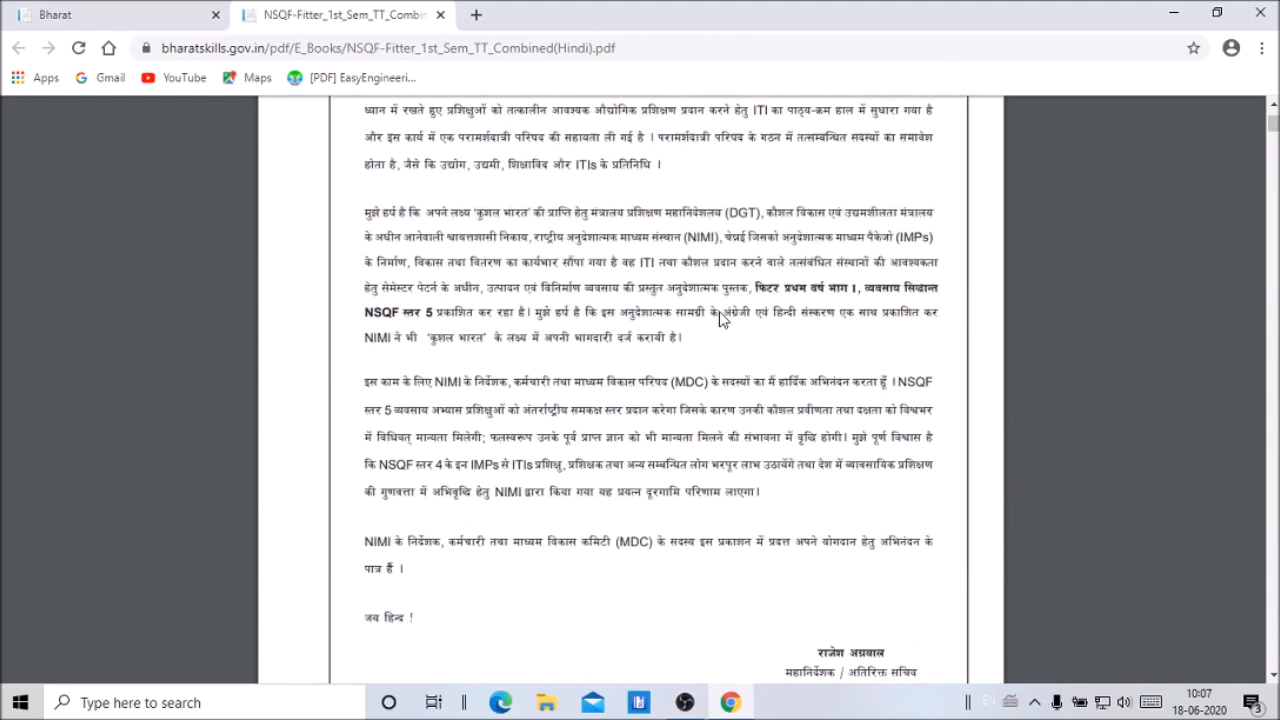 Bharat
NSQF-Fitter_1st_Sem_TT_Combin
bharatskills.gov.in/pdf/E_Books/NSQF-Fitter_1st_Sem_TT_Combined(Hindi).pdf
Apps Gmail YouTube Maps [PDF] EasyEngineeri...
ध्यान में रखते हुए प्रशिक्षुओं को तत्कालीन आवश्यक औद्योगिक प्रशिक्षण प्रदान करने हेतु ITI का पाठ्य-क्रम हाल में सुधारा गया है
और इस कार्य में एक परामर्शदात्री परिषद की सहायता ली गई है । परामर्शदात्री परिषद के गठन में तत्सम्बन्धित सदस्यों का समावेश
होता है, जैसे कि उद्योग, उद्यमी, शिक्षाविद और ITIs के प्रतिनिधि ।
मुझे हर्ष है कि अपने लक्ष्य 'कुशल भारत' की प्राप्ति हेतु मंत्रालय प्रशिक्षण महानिदेशलय (DGT), कौशल विकास एवं उद्यमशीलता मंत्रालय
के अधीन आनेवाली श्वायत्तशासी निकाय, राष्ट्रीय अनुदेशात्मक माध्यम संस्थान (NIMI), चेन्नई जिसको अनुदेशात्मक माध्यम पैकेजो (IMPs)
के निर्माण, विकास तथा वितरण का कार्यभार सौंपा गया है वह ITI तथा कौशल प्रदान करने वाले तत्संबंधित संस्थानों की आवश्यकता
हेतु सेमेस्टर पेटर्न के अधीन, उत्पादन एवं विनिर्माण व्यवसाय की प्रस्तुत अनुदेशात्मक पुस्तक, फिटर प्रथम वर्ष भाग I, व्यवसाय सिद्धान्त
NSQF स्तर 5 प्रकाशित कर रहा है। मुझे हर्ष है कि इस अनुदेशात्मक सामग्री के अंग्रेजी एवं हिन्दी संस्करण एक साथ प्रकाशित कर
NIMI ने भी 'कुशल भारत' के लक्ष्य में अपनी भागदारी दर्ज करायी है।
इस काम के लिए NIMI के निर्देशक, कर्मचारी तथा माध्यम विकास परिषद (MDC) के सदस्यों का मैं हार्दिक अभिनंदन करता हूँ । NSQF
स्तर 5 व्यवसाय अभ्यास प्रशिक्षुओं को अंतर्राष्ट्रीय समकक्ष स्तर प्रदान करेगा जिसके कारण उनकी कौशल प्रवीणता तथा दक्षता को विश्वभर
में विधिवत् मान्यता मिलेगी; फलस्वरूप उनके पूर्व प्राप्त ज्ञान को भी मान्यता मिलने की संभावना में वृद्धि होगी। मुझे पूर्ण विश्वास है
कि NSQF स्तर 4 के इन IMPs से ITIs प्रशिक्षु, प्रशिक्षक तथा अन्य सम्बन्धित लोग भरपूर लाभ उठायेंगे तथा देश में व्यावसायिक प्रशिक्षण
की गुणवत्ता में अभिवृद्धि हेतु NIMI द्वारा किया गया यह प्रयत्न दूरगामि परिणाम लाएगा।
NIMI के निर्देशक, कर्मचारी तथा माध्यम विकास कमिटी (MDC) के सदस्य इस प्रकाशन में प्रदत्त अपने योगदान हेतु अभिनंदन के
पात्र हैं ।
जय हिन्द !
राजेश अग्रवाल
महानिर्देशक / अतिरिक्त सचिव
Type here to search
EN
10:07
18-06-2020
3